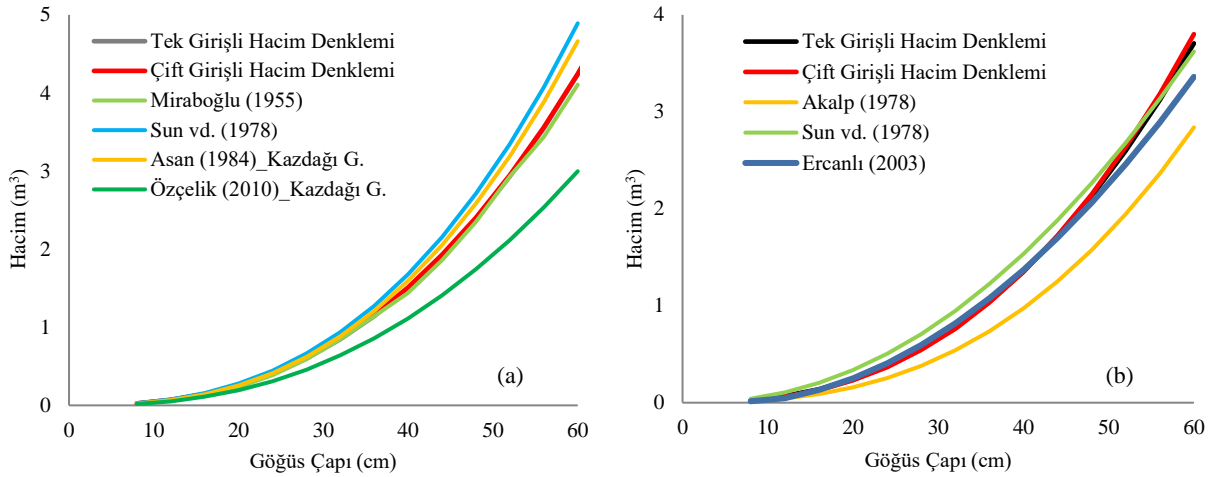 5
4
3
2
1
0
Hacim (m³)
Tek Girişli Hacim Denklemi
Çift Girişli Hacim Denklemi
Miraboğlu (1955)
Sun vd. (1978)
Asan (1984)_Kazdağı G.
Özçelik (2010)_Kazdağı G.
(a)
0 10 20 30 40 50 60
Göğüs Çapı (cm)
4
3
2
1
0
Hacim (m³)
Tek Girişli Hacim Denklemi
Çift Girişli Hacim Denklemi
Akalp (1978)
Sun vd. (1978)
Ercanlı (2003)
(b)
0 10 20 30 40 50 60
Göğüs Çapı (cm)